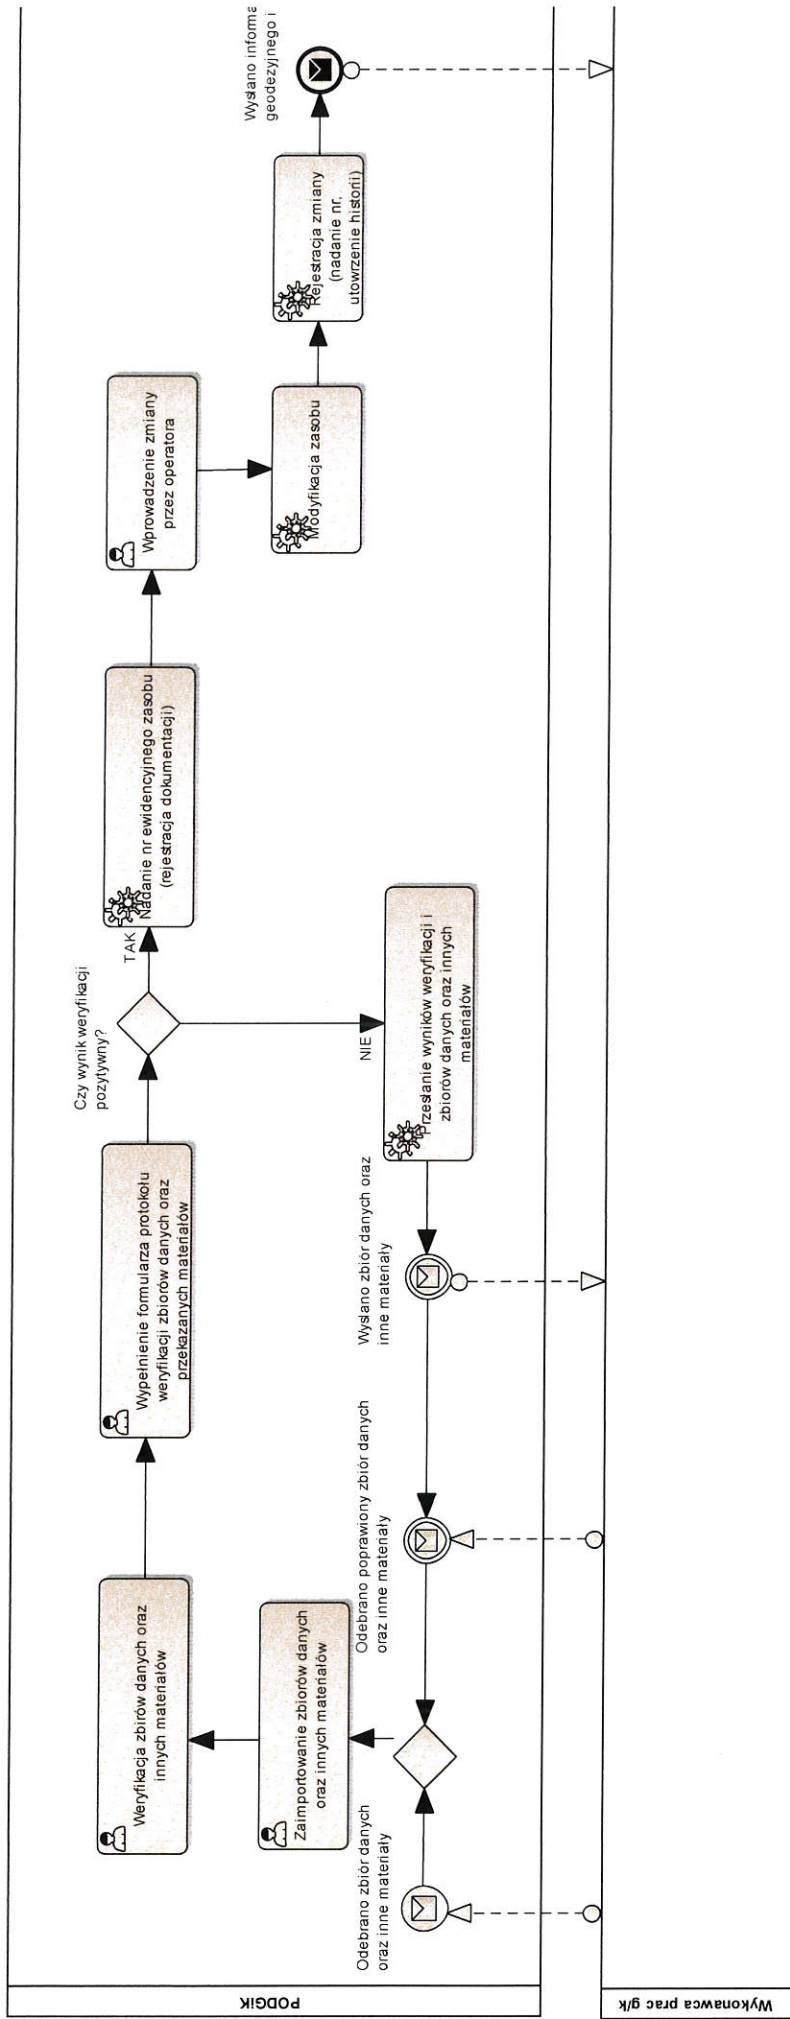 PODGiK
Odebrano zbiór danych
oraz inne materiały
Zaimportowanie zbiorów danych
oraz innych materiałów
Weryfikacja zbirów danych oraz
innych materiałów
Wypełnienie formularza protokołu
weryfikacji zbiorów danych oraz
przekazanych materiałów
Czy wynik weryfikacji
pozytywny?
TAK
Nadanie nr ewidencyjnego zasobu
(rejestracja dokumentacji)
Wprowadzenie zmiany
przez operatora
Modyfikacja zasobu
Rejestracja zmiany
(nadanie nr,
utowrzenie historii)
Wysłano informa
geodezyjnego i
NIE
Przesłanie wyników weryfikacji i
zbiorów danych oraz innych
materiałów
Wysłano zbiór danych oraz
inne materiały
Odebrano poprawiony zbiór danych
oraz inne materiały
Wykonawca prac g/k